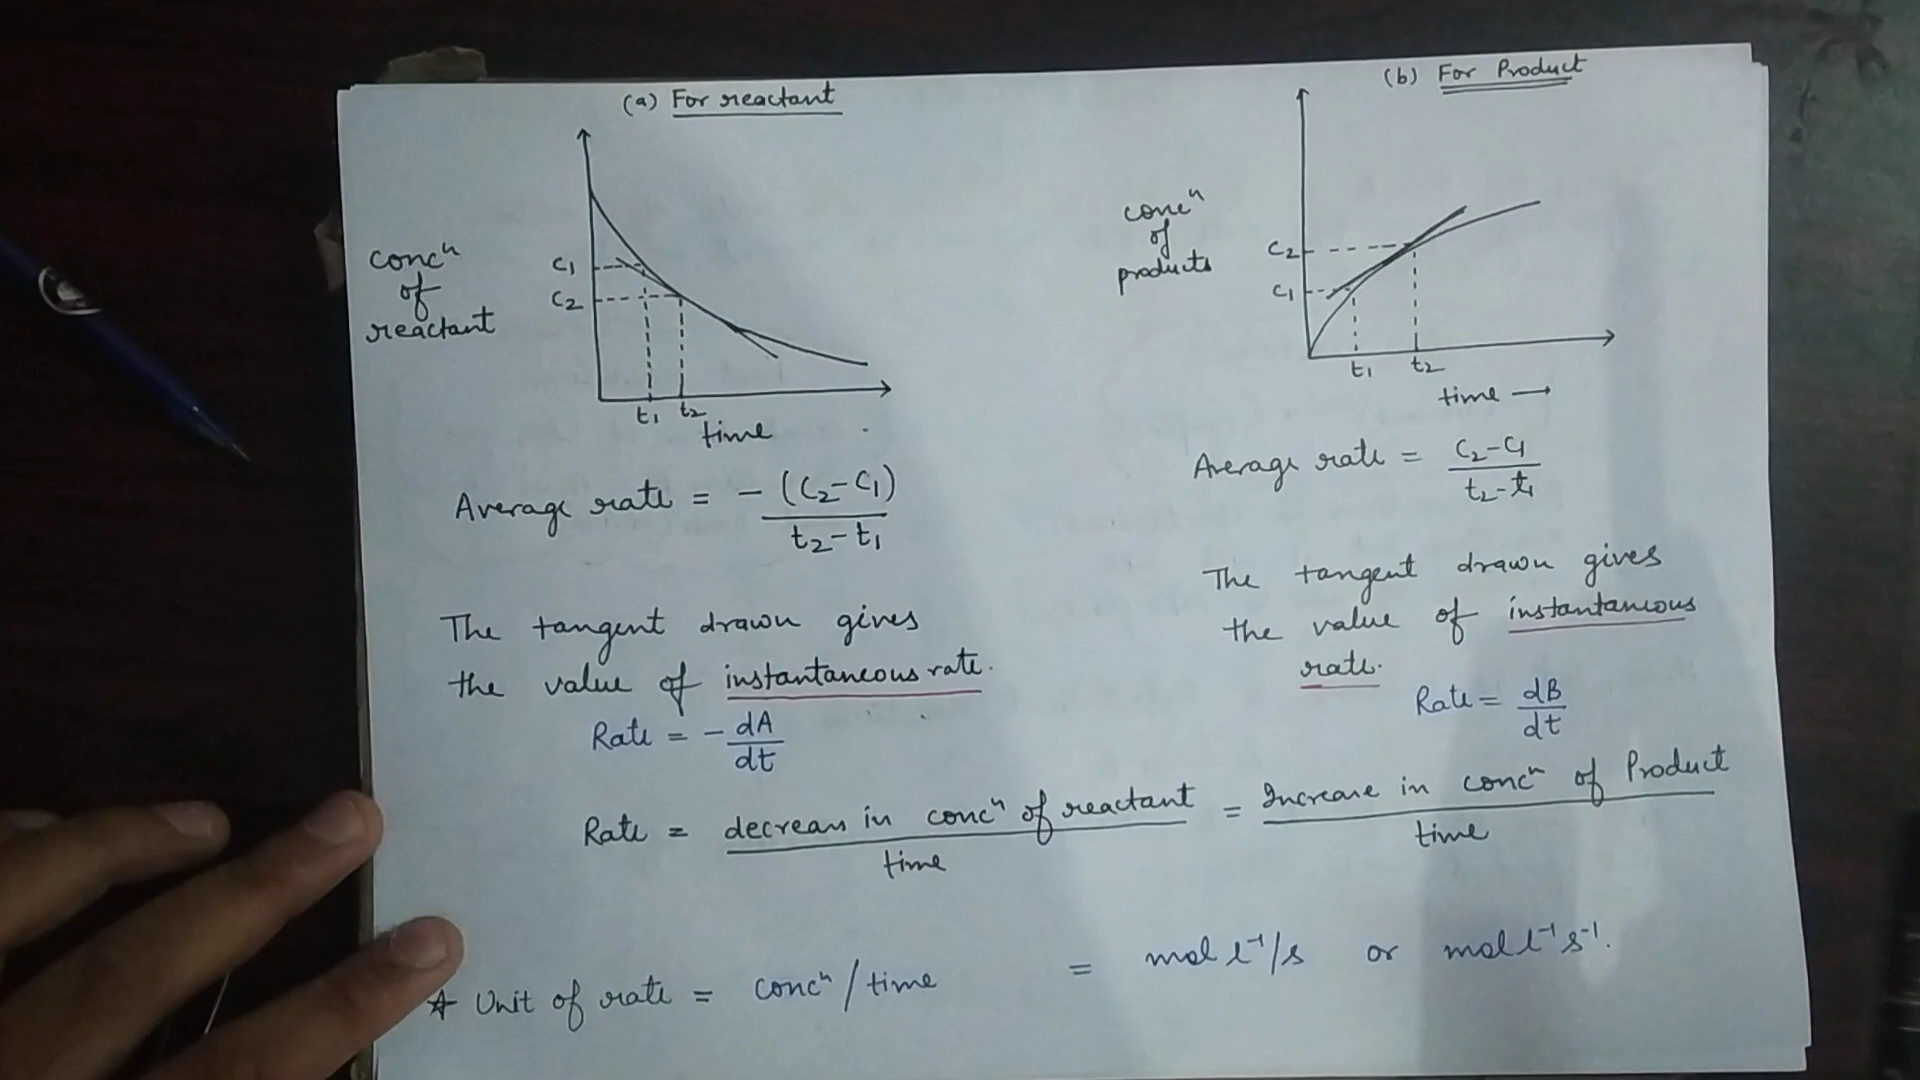 (a) For reactant
concⁿ
of
reactant
C₁
C₂
t₁ t₂
time
Average rate = -(C₂-C₁)
t₂-t₁
The tangent drawn gives
the value of instantaneous rate.
Rate = -dA
dt
(b) For Product
concⁿ
of
products
C₂
C₁
t₁ t₂
time →
Average rate = C₂-C₁
t₂-t₁
The tangent drawn gives
the value of instantaneous
rate.
Rate = dB
dt
Rate = decreas in concⁿ of reactant = Increase in concⁿ of Product
time time
☆ Unit of rate = concⁿ/time = mol l⁻¹/s or mol l⁻¹ s⁻¹.